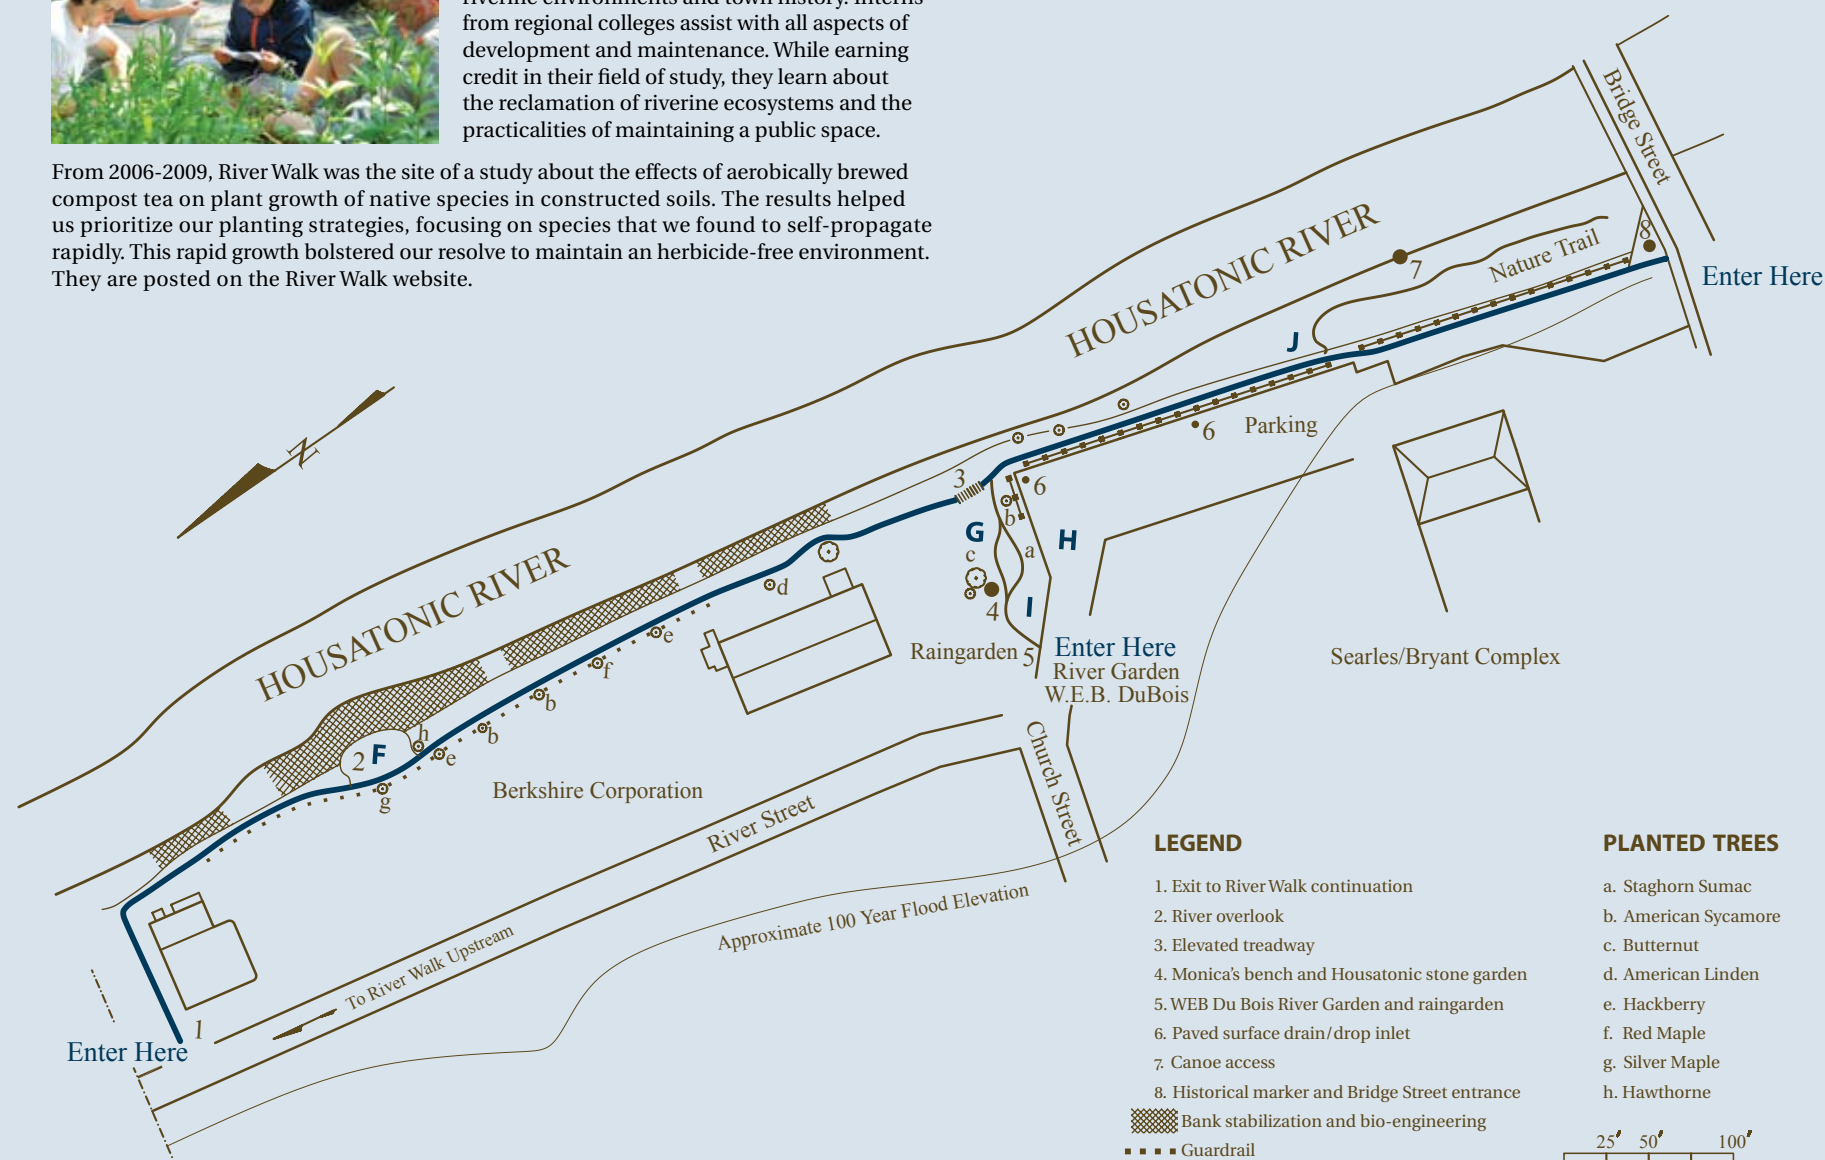 riverine environments and town history. Interns
from regional colleges assist with all aspects of
development and maintenance. While earning
credit in their field of study, they learn about
the reclamation of riverine ecosystems and the
practicalities of maintaining a public space.
From 2006-2009, River Walk was the site of a study about the effects of aerobically brewed
compost tea on plant growth of native species in constructed soils. The results helped
us prioritize our planting strategies, focusing on species that we found to self-propagate
rapidly. This rapid growth bolstered our resolve to maintain an herbicide-free environment.
They are posted on the River Walk website.
Bridge Street
HOUSATONIC RIVER
7
Nature Trail
8
Enter Here
J
6
Parking
N
3
6
b
G
H
c
a
4
I
HOUSATONIC RIVER
d
e
f
b
b
h
e
2
F
g
Raingarden
5
Enter Here
River Garden
W.E.B. DuBois
Searles/Bryant Complex
Berkshire Corporation
River Street
Church Street
Approximate 100 Year Flood Elevation
To River Walk Upstream
1
Enter Here
LEGEND
1. Exit to River Walk continuation
2. River overlook
3. Elevated treadway
4. Monica's bench and Housatonic stone garden
5. WEB Du Bois River Garden and raingarden
6. Paved surface drain/drop inlet
7. Canoe access
8. Historical marker and Bridge Street entrance
Bank stabilization and bio-engineering
Guardrail
PLANTED TREES
a. Staghorn Sumac
b. American Sycamore
c. Butternut
d. American Linden
e. Hackberry
f. Red Maple
g. Silver Maple
h. Hawthorne
25′ 50′ 100′